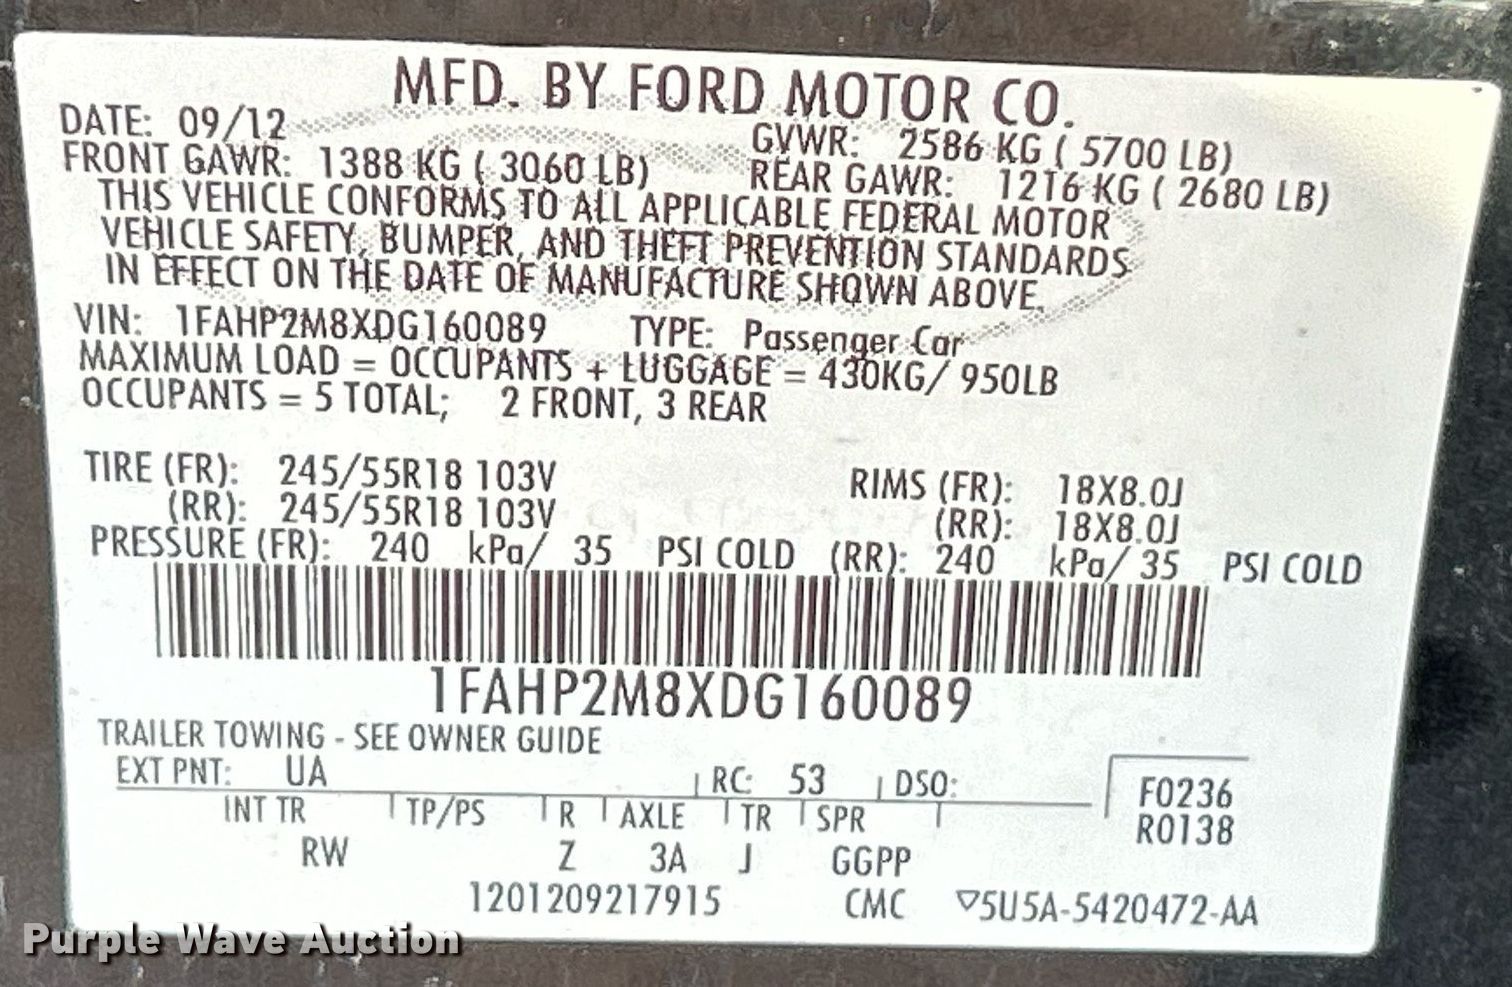 MFD. BY FORD MOTOR CO.
DATE: 09/12 GVWR: 2586 KG ( 5700 LB)
FRONT GAWR: 1388 KG ( 3060 LB) REAR GAWR: 1216 KG ( 2680 LB)
THIS VEHICLE CONFORMS TO ALL APPLICABLE FEDERAL MOTOR
VEHICLE SAFETY, BUMPER, AND THEFT PREVENTION STANDARDS
IN EFFECT ON THE DATE OF MANUFACTURE SHOWN ABOVE.
VIN: 1FAHP2M8XDG160089 TYPE: Passenger Car
MAXIMUM LOAD = OCCUPANTS + LUGGAGE = 430KG/ 950LB
OCCUPANTS = 5 TOTAL; 2 FRONT, 3 REAR
TIRE (FR): 245/55R18 103V RIMS (FR): 18X8.0J
(RR): 245/55R18 103V (RR): 18X8.0J
PRESSURE (FR): 240 kPa/ 35 PSI COLD (RR): 240 kPa/ 35 PSI COLD
1FAHP2M8XDG160089
TRAILER TOWING - SEE OWNER GUIDE
EXT PNT: UA RC: 53 DSO: F0236
INT TR TP/PS R AXLE TR SPR R0138
RW Z 3A J GGPP
1201209217915 CMC ▽5U5A-5420472-AA
Purple Wave Auction